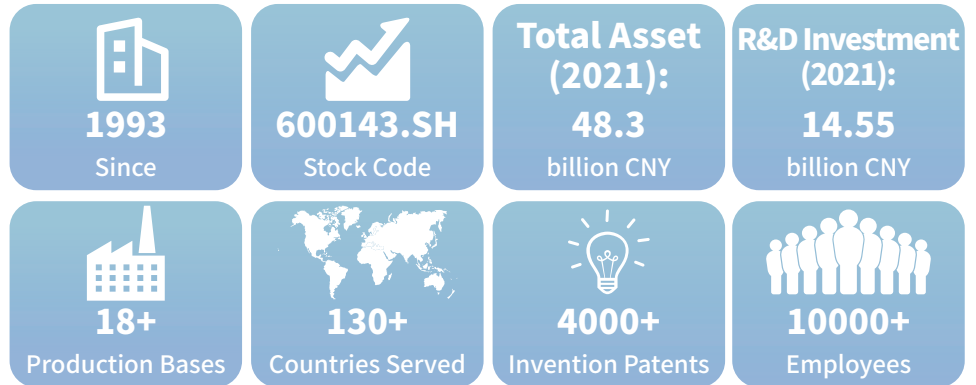 1993
Since
600143.SH
Stock Code
Total Asset
(2021):
48.3
billion CNY
R&D Investment
(2021):
14.55
billion CNY
18+
Production Bases
130+
Countries Served
4000+
Invention Patents
10000+
Employees